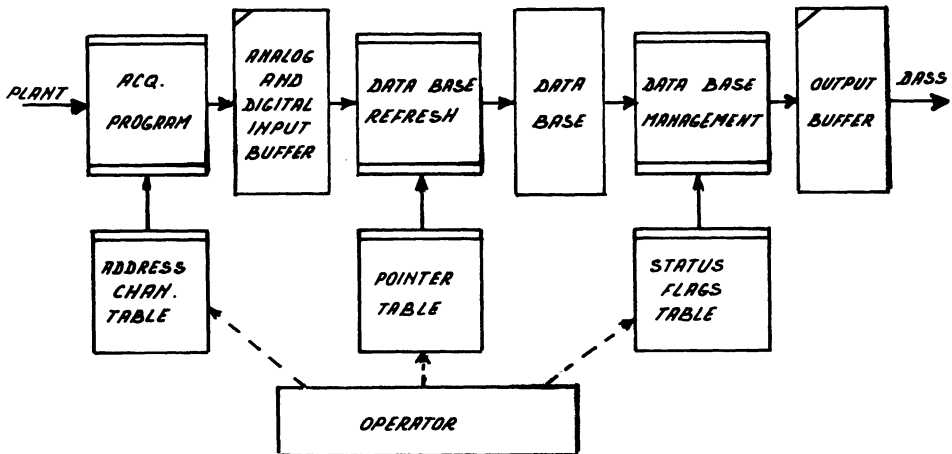 PLANT
ACQ.
PROGRAM
ANALOG
AND
DIGITAL
INPUT
BUFFER
DATA BASE
REFRESH
DATA
BASE
DATA BASE
MANAGEMENT
OUTPUT
BUFFER
DASS
ADDRESS
CHAN.
TABLE
POINTER
TABLE
STATUS
FLAGS
TABLE
OPERATOR